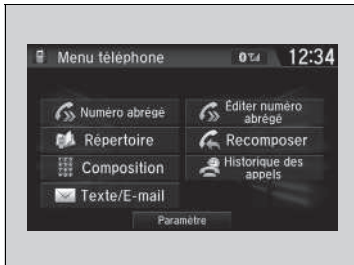 Menu téléphone
12:34
Numéro abrégé
Éditer numéro
abrégé
Répertoire
Recomposer
Composition
Historique des
appels
Texte/E-mail
Paramètre